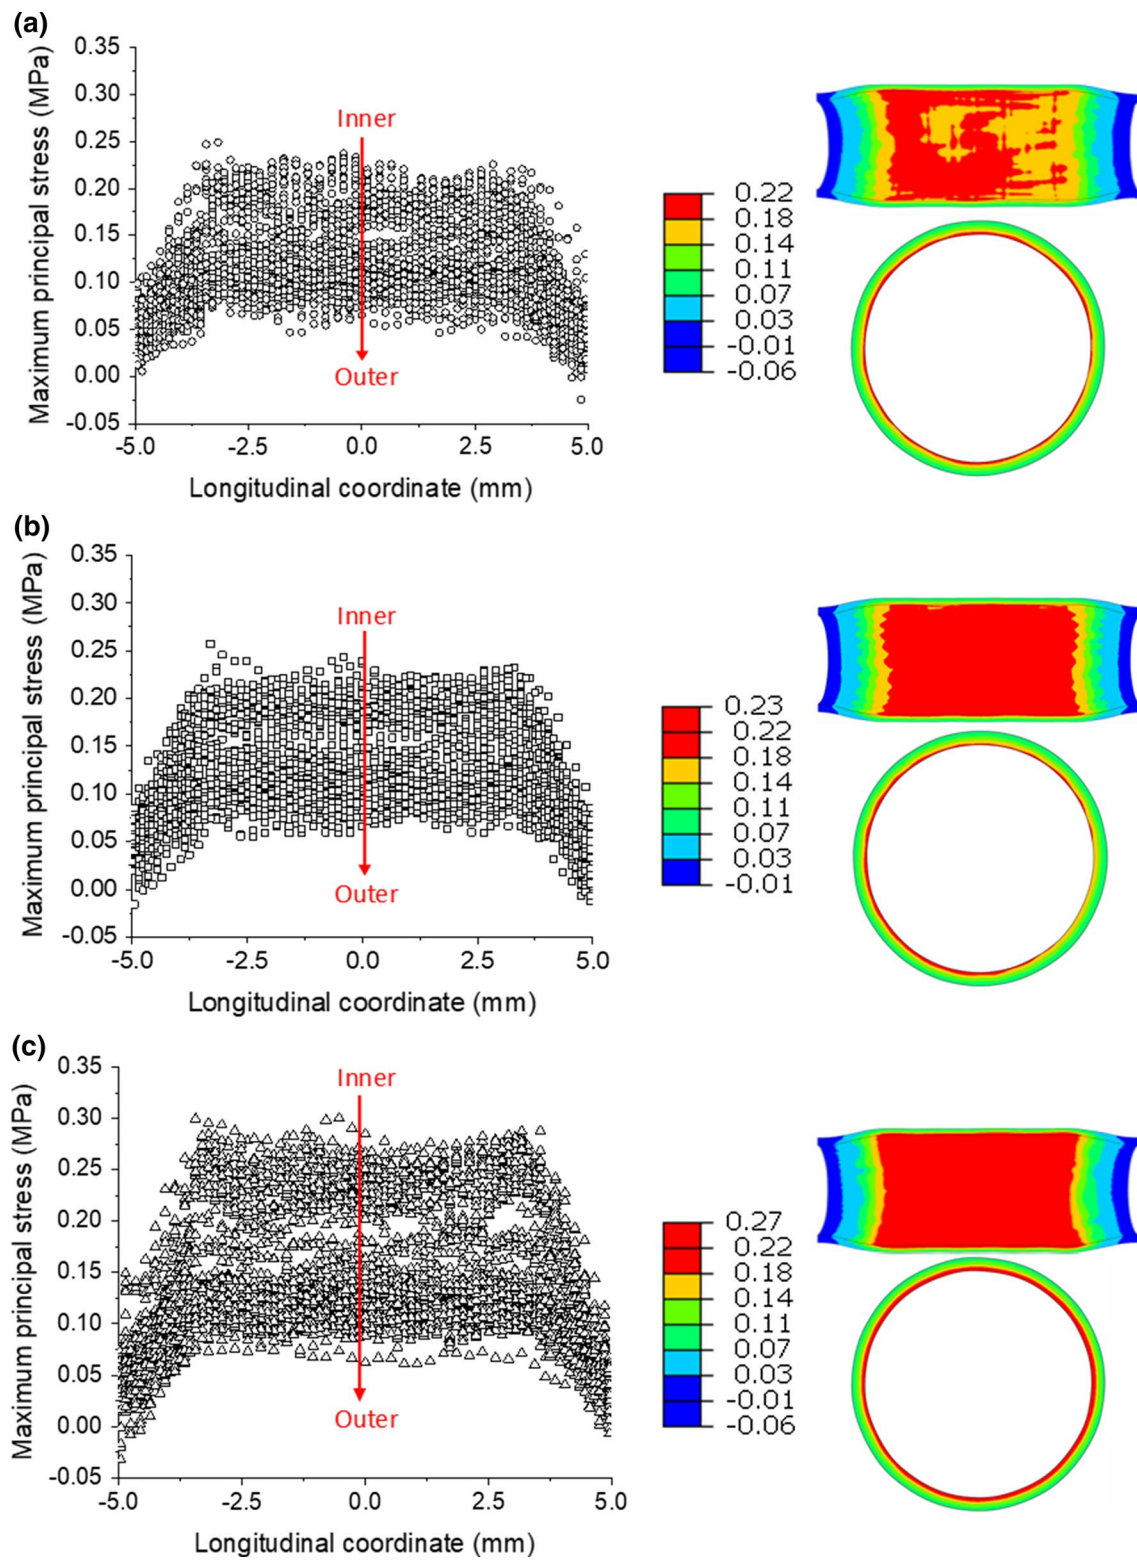 (a)
Maximum principal stress (MPa)
0.35
0.30
0.25
0.20
0.15
0.10
0.05
0.00
-0.05
Inner
Outer
-5.0 -2.5 0.0 2.5 5.0
Longitudinal coordinate (mm)
0.22
0.18
0.14
0.11
0.07
0.03
-0.01
-0.06
(b)
Maximum principal stress (MPa)
0.35
0.30
0.25
0.20
0.15
0.10
0.05
0.00
-0.05
Inner
Outer
-5.0 -2.5 0.0 2.5 5.0
Longitudinal coordinate (mm)
0.23
0.22
0.18
0.14
0.11
0.07
0.03
-0.01
(c)
Maximum principal stress (MPa)
0.35
0.30
0.25
0.20
0.15
0.10
0.05
0.00
-0.05
Inner
Outer
-5.0 -2.5 0.0 2.5 5.0
Longitudinal coordinate (mm)
0.27
0.22
0.18
0.14
0.11
0.07
0.03
-0.01
-0.06